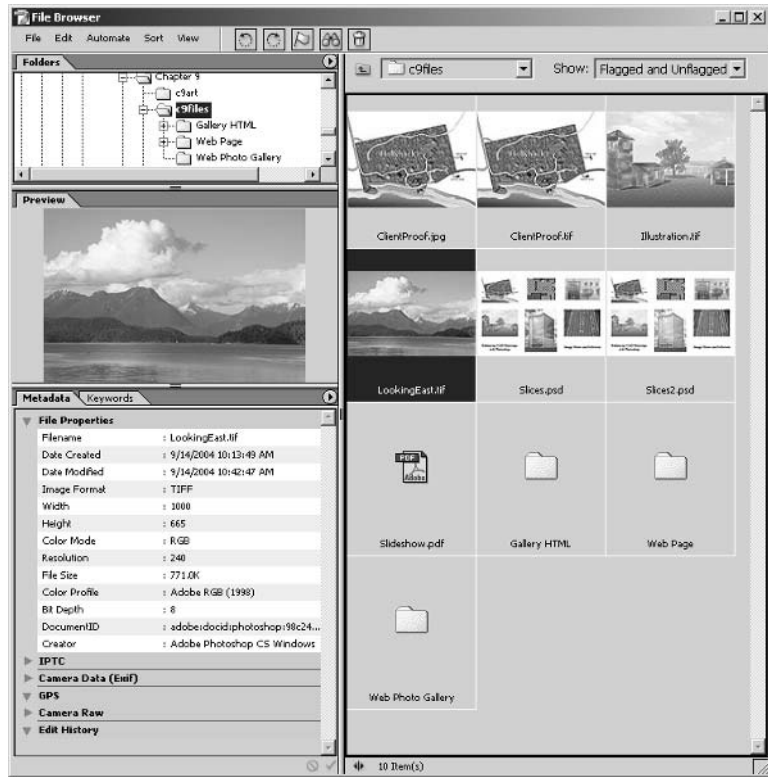 File Browser
File Edit Automate Sort View
Folders
Chapter 9
c9art
c9files
Gallery HTML
Web Page
Web Photo Gallery
Preview
Metadata Keywords
File Properties
Filename : LookingEast.tif
Date Created : 9/14/2004 10:13:49 AM
Date Modified : 9/14/2004 10:42:47 AM
Image Format : TIFF
Width : 1000
Height : 665
Color Mode : RGB
Resolution : 240
File Size : 771.0K
Color Profile : Adobe RGB (1998)
Bit Depth : 8
DocumentID : adobe:docid:photoshop:98c24...
Creator : Adobe Photoshop CS Windows
IPTC
Camera Data (Exif)
GPS
Camera Raw
Edit History
c9files Show: Flagged and Unflagged
ClientProof.jpg ClientProof.tif Illustration.tif
LookingEast.tif Slices.psd Slices2.psd
PDF
Adobe
Slideshow.pdf Gallery HTML Web Page
Web Photo Gallery
10 Item(s)